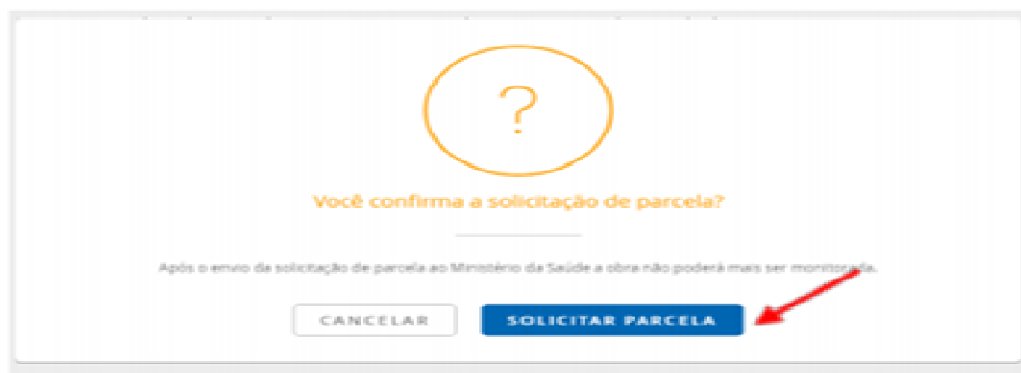 ?
Você confirma a solicitação de parcela?
Após o envio da solicitação de parcela ao Ministério da Saúde a obra não poderá mais ser monitorada.
CANCELAR
SOLICITAR PARCELA